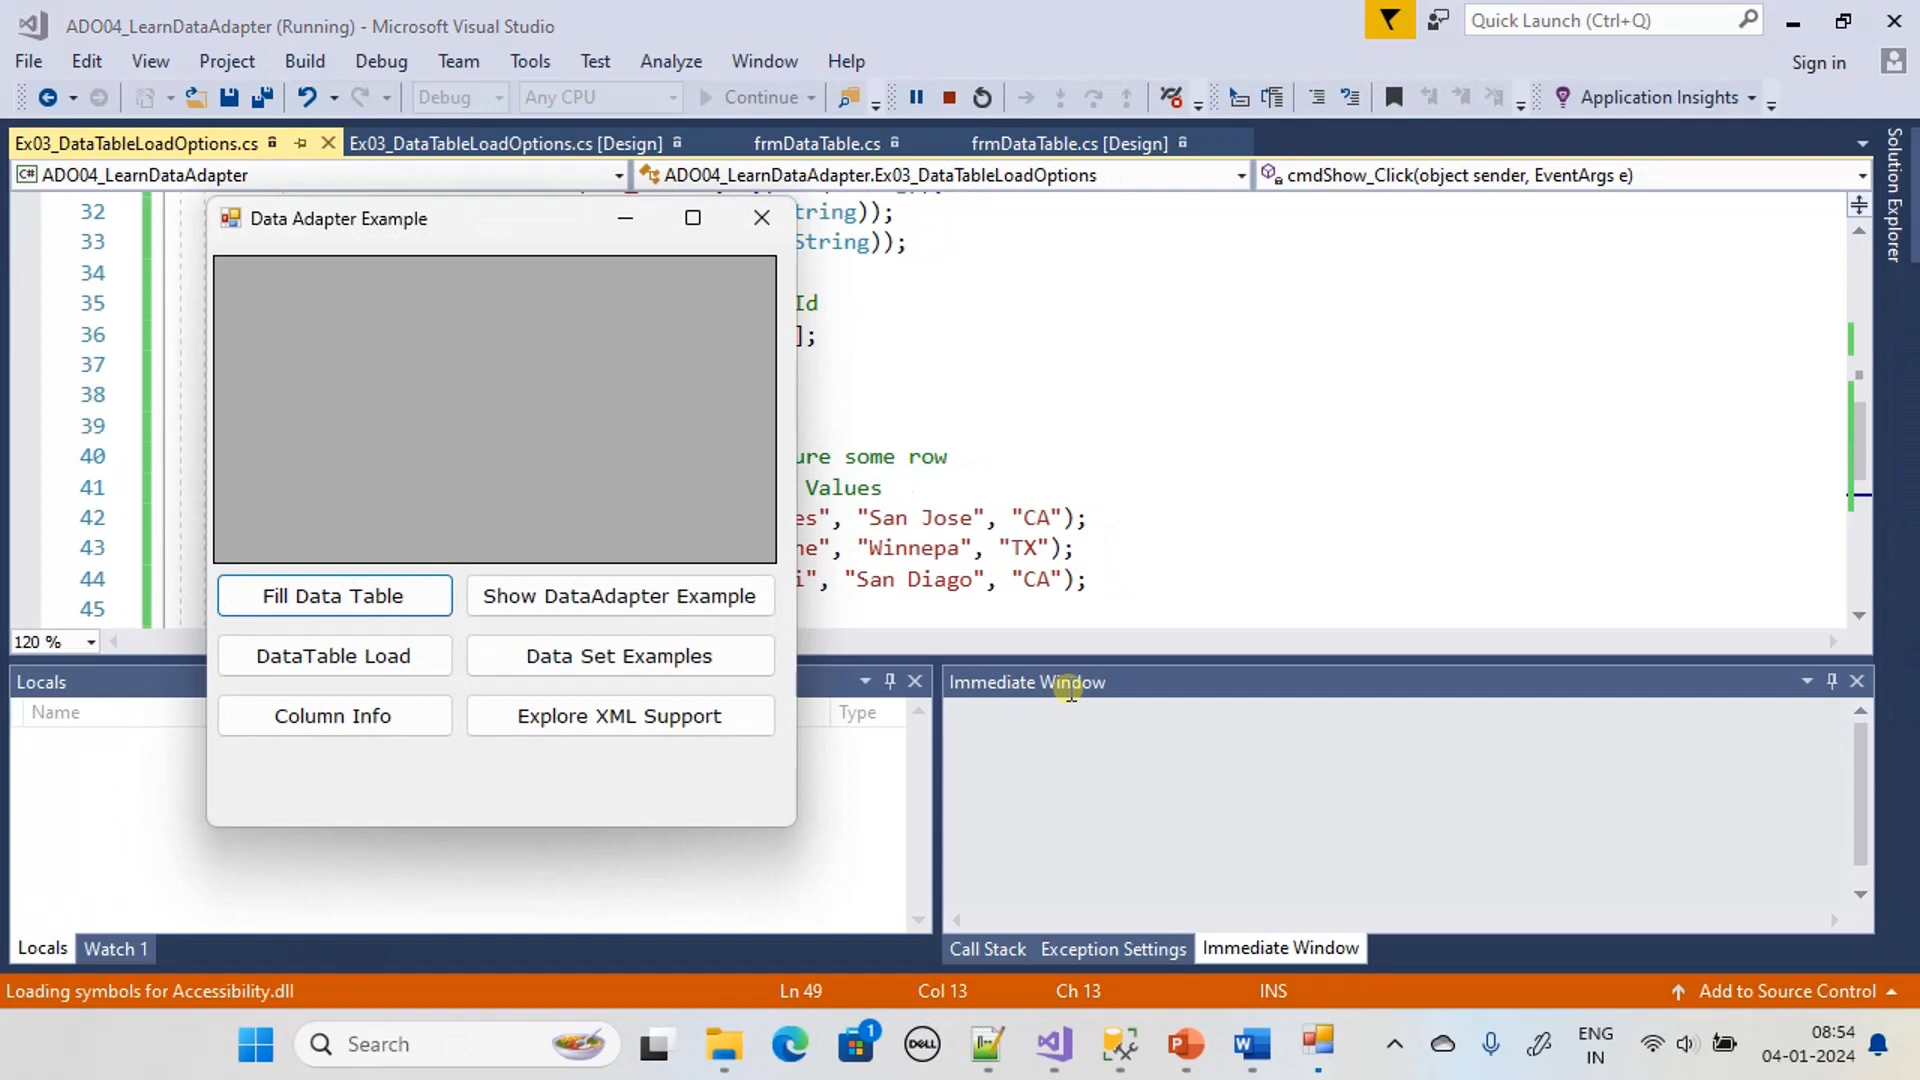 ADO04_LearnDataAdapter (Running) - Microsoft Visual Studio
Quick Launch (Ctrl+Q)
File Edit View Project Build Debug Team Tools Test Analyze Window Help
Sign in
Debug Any CPU Continue Application Insights
Ex03_DataTableLoadOptions.cs Ex03_DataTableLoadOptions.cs [Design] frmDataTable.cs frmDataTable.cs [Design]
C# ADO04_LearnDataAdapter ADO04_LearnDataAdapter.Ex03_DataTableLoadOptions cmdShow_Click(object sender, EventArgs e)
Solution Explorer
Data Adapter Example
32 tring));
33 String));
34
35 Id
36 ];
37
38
39
40 ure some row
41 Values
42 es", "San Jose", "CA");
43 ne", "Winnepa", "TX");
44 i", "San Diago", "CA");
45
Fill Data Table Show DataAdapter Example
DataTable Load Data Set Examples
Column Info Explore XML Support
120 %
Locals
Name Type
Immediate Window
Locals Watch 1
Call Stack Exception Settings Immediate Window
Loading symbols for Accessibility.dll Ln 49 Col 13 Ch 13 INS Add to Source Control
Search
1
DELL
ENG
IN
08:54
04-01-2024